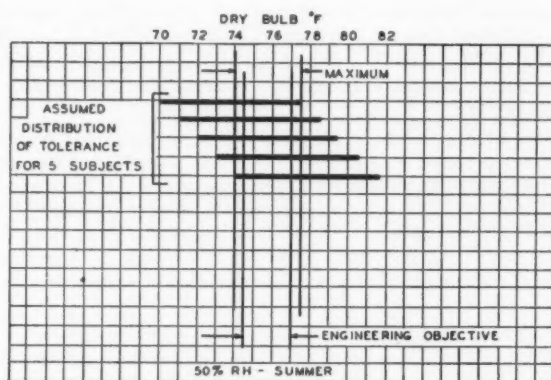 DRY BULB °F
70 72 74 76 78 80 82
MAXIMUM
ASSUMED
DISTRIBUTION
OF TOLERANCE
FOR 5 SUBJECTS
ENGINEERING OBJECTIVE
50% RH - SUMMER